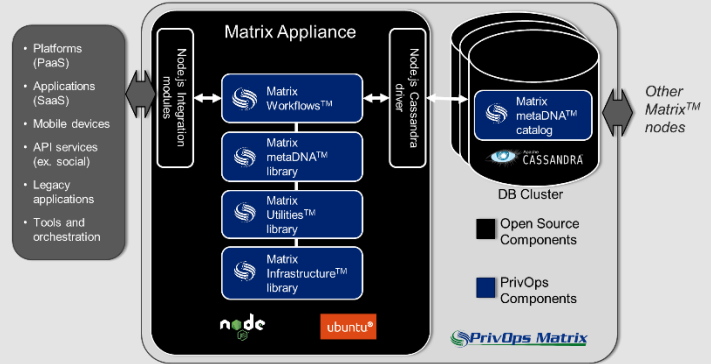 • Platforms
(PaaS)
• Applications
(SaaS)
• Mobile devices
• API services
(ex. social)
• Legacy
applications
• Tools and
orchestration
Matrix Appliance
Node.js Integration
modules
Matrix
Workflows™
Matrix
metaDNA™
library
Matrix
Utilities™
library
Matrix
Infrastructure™
library
node
JS
ubuntu®
Node.js Cassandra
driver
Matrix
metaDNA™
catalog
Apache
CASSANDRA
DB Cluster
Open Source
Components
PrivOps
Components
PrivOps Matrix
Other
Matrix™
nodes